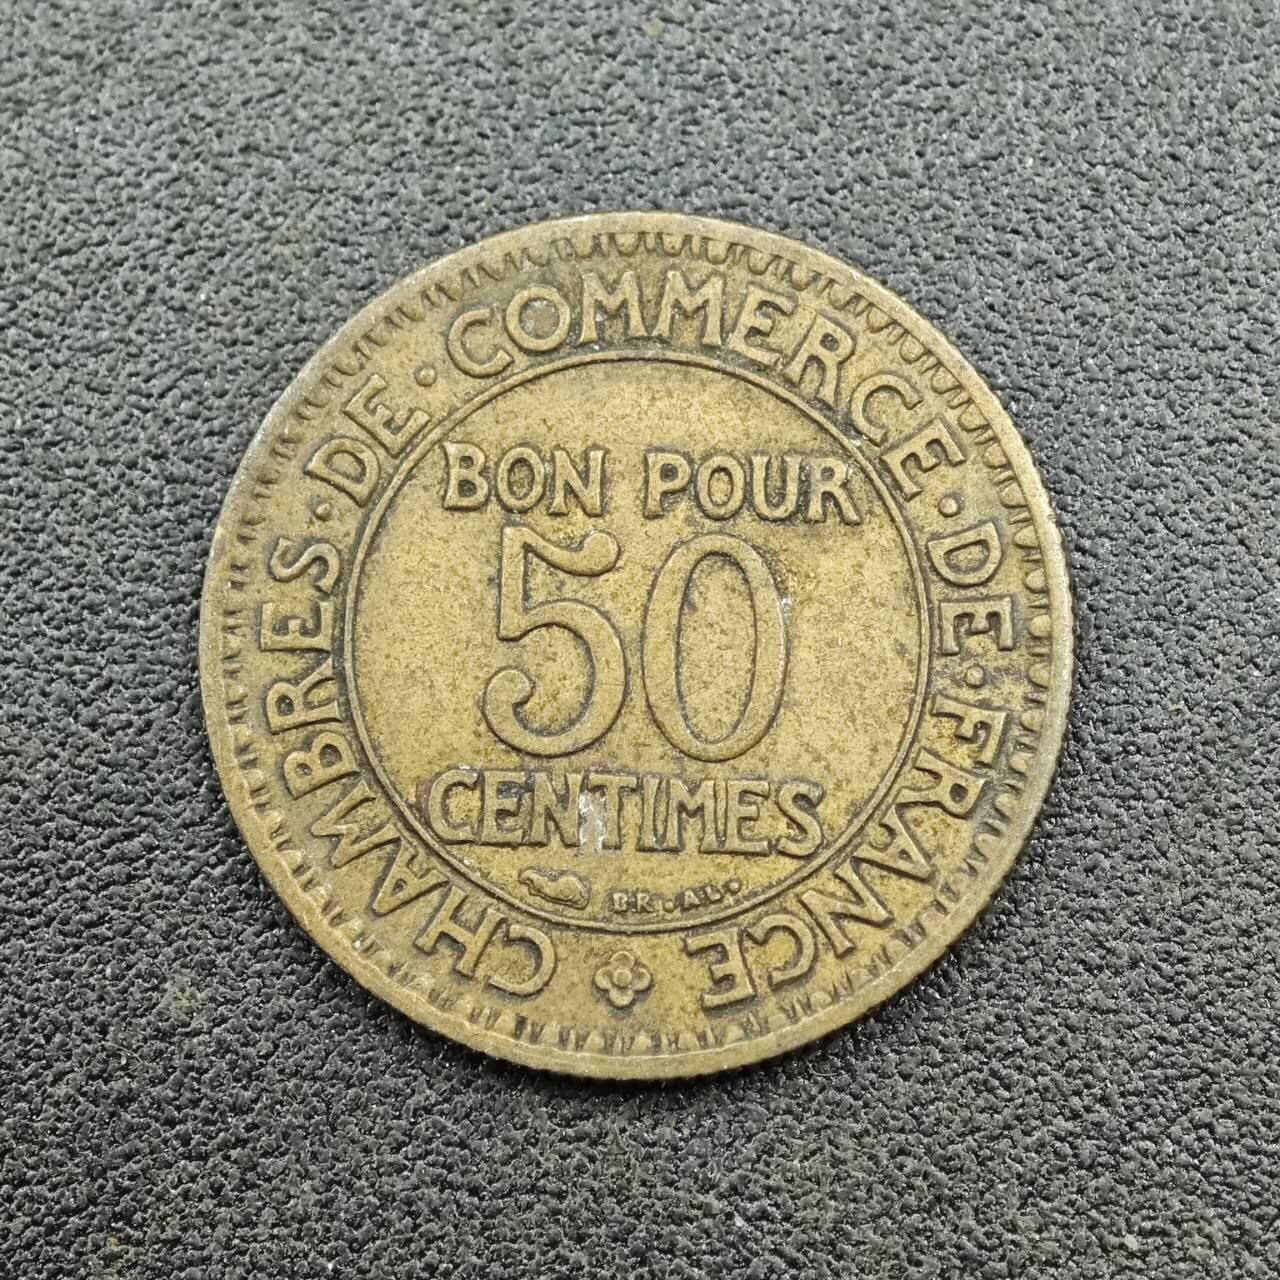 CHAMBRES · DE · COMMERCE · DE · FRANCE
BON POUR
50
CENTIMES
BR. AL.